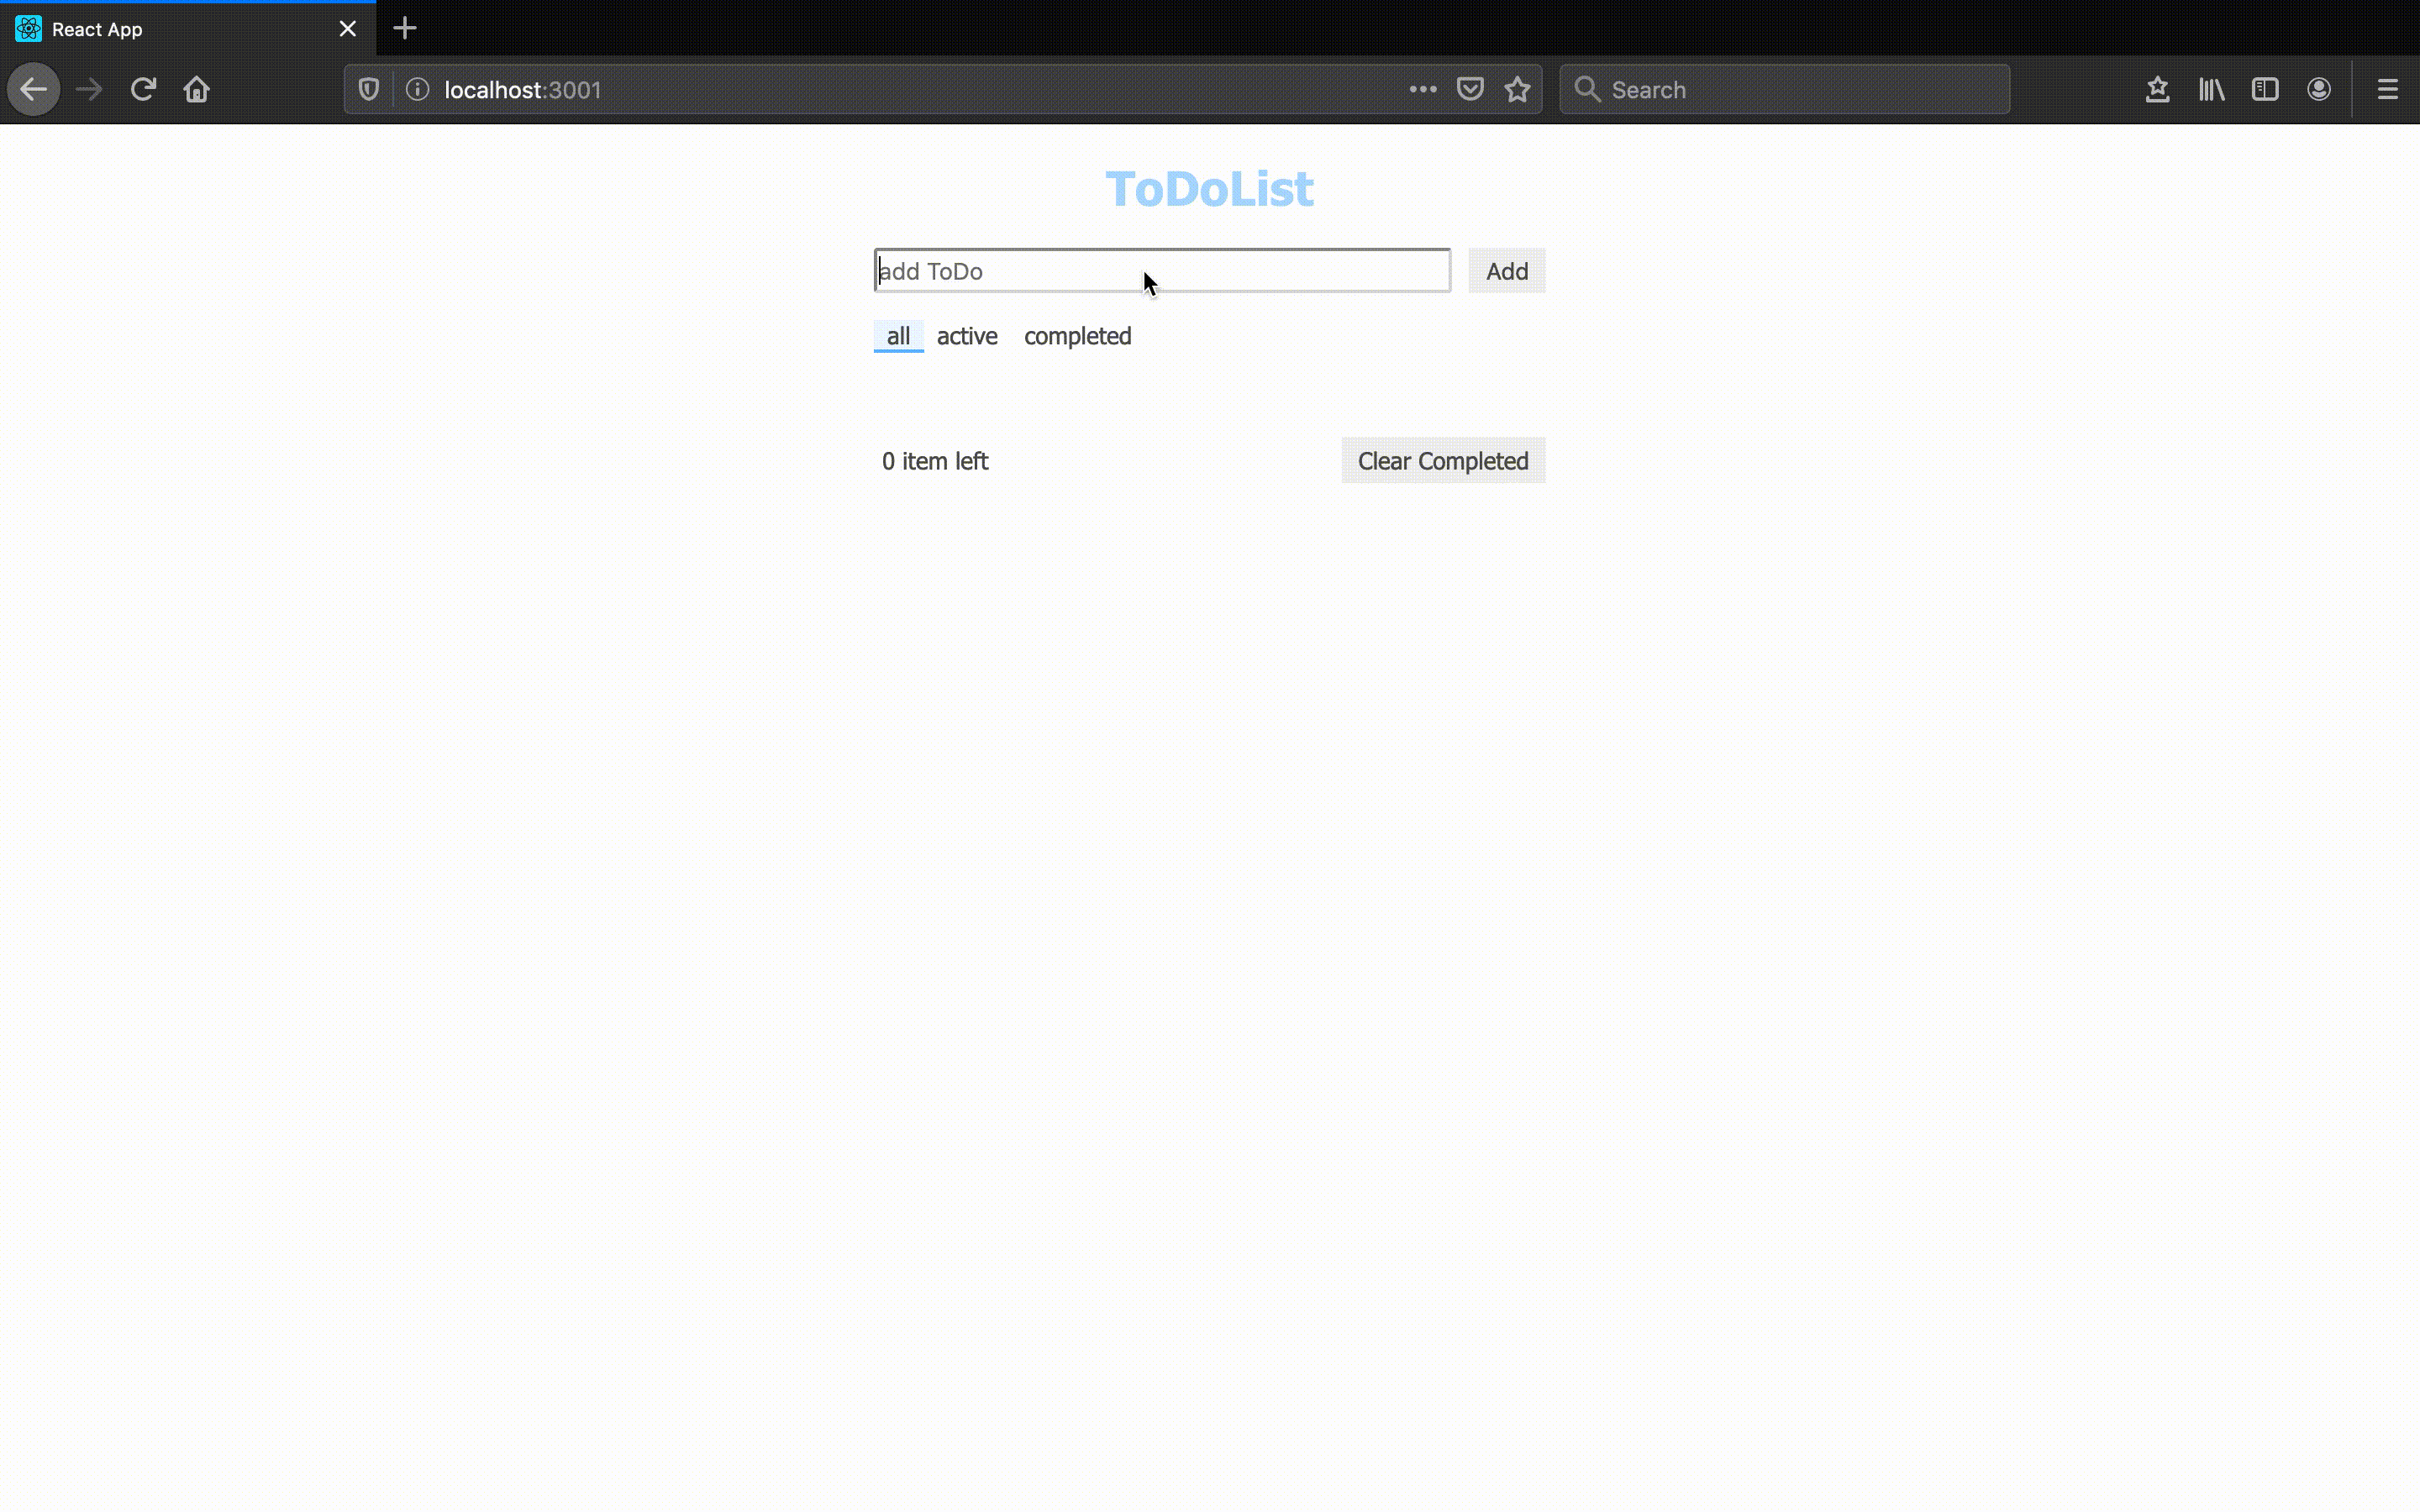 React App
localhost:3001
Search
ToDoList
add ToDo
Add
all active completed
0 item left
Clear Completed